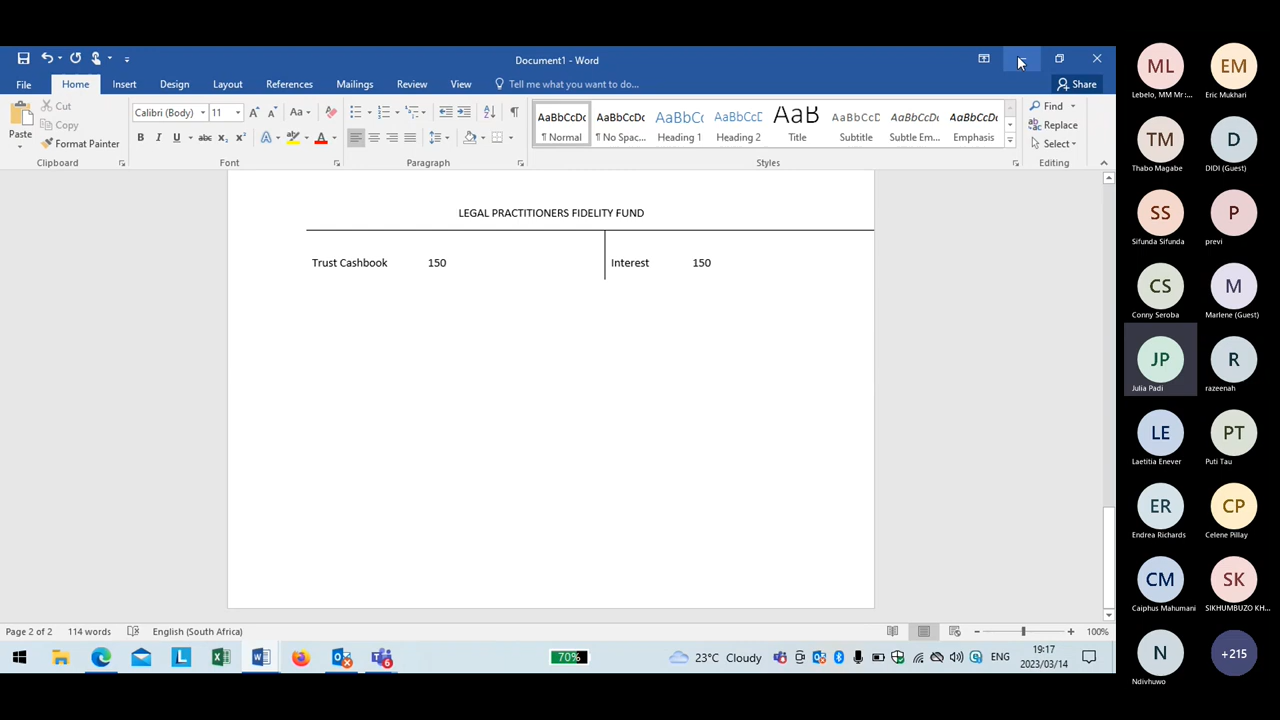 Document1 - Word
File Home Insert Design Layout References Mailings Review View Tell me what you want to do... Share
Paste
Cut
Copy
Format Painter
Clipboard
Calibri (Body) 11
Font
Paragraph
AaBbCcDc ¶ Normal
AaBbCcDc ¶ No Spac...
AaBbC Heading 1
AaBbCcD Heading 2
AaB Title
AaBbCcD Subtitle
AaBbCcDc Subtle Em...
AaBbCcDc Emphasis
Styles
Find
Replace
Select
Editing
LEGAL PRACTITIONERS FIDELITY FUND
Trust Cashbook 150 Interest 150
Page 2 of 2 114 words English (South Africa) 100%
70% 23°C Cloudy ENG 19:17
2023/03/14
ML EM
Lebelo, MM Mr :... Eric Mukhari
TM D
Thabo Magabe DIDI (Guest)
SS P
Sifunda Sifunda previ
CS M
Conny Seroba Marlene (Guest)
JP R
Julia Padi razeenah
LE PT
Laetitia Enever Puti Tau
ER CP
Endrea Richards Celene Pillay
CM SK
Caiphus Mahumani SIKHUMBUZO KH...
N +215
Ndivhuwo